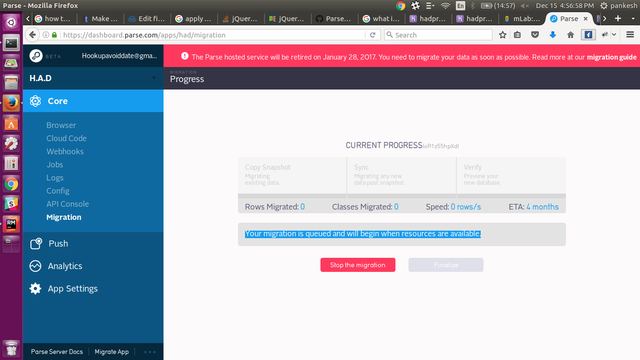 Parse - Mozilla Firefox
(14:57)
Dec 15 4:56:58 PM
pankesh
how t
Make
Edit fi
apply
jQuer
jQuer
Parse
what i
hadpr
hadpr
mLab:
Parse
https://dashboard.parse.com/apps/had/migration
Search
BETA
Hookupavoiddate@gma...
The Parse hosted service will be retired on January 28, 2017. You need to migrate your data as soon as possible. Read more at our migration guide
H.A.D
MIGRATION
Progress
Core
Browser
Cloud Code
Webhooks
Jobs
Logs
Config
API Console
Migration
Push
Analytics
App Settings
CURRENT PROGRESS
Copy Snapshot
Migrating
existing data.
Sync
Migrating any new
data post snapshot.
Verify
Preview your
new database.
Rows Migrated: 0
Classes Migrated: 0
Speed: 0 rows/s
ETA: 4 months
Your migration is queued and will begin when resources are available.
Stop the migration
Finalize
Parse Server Docs
Migrate App